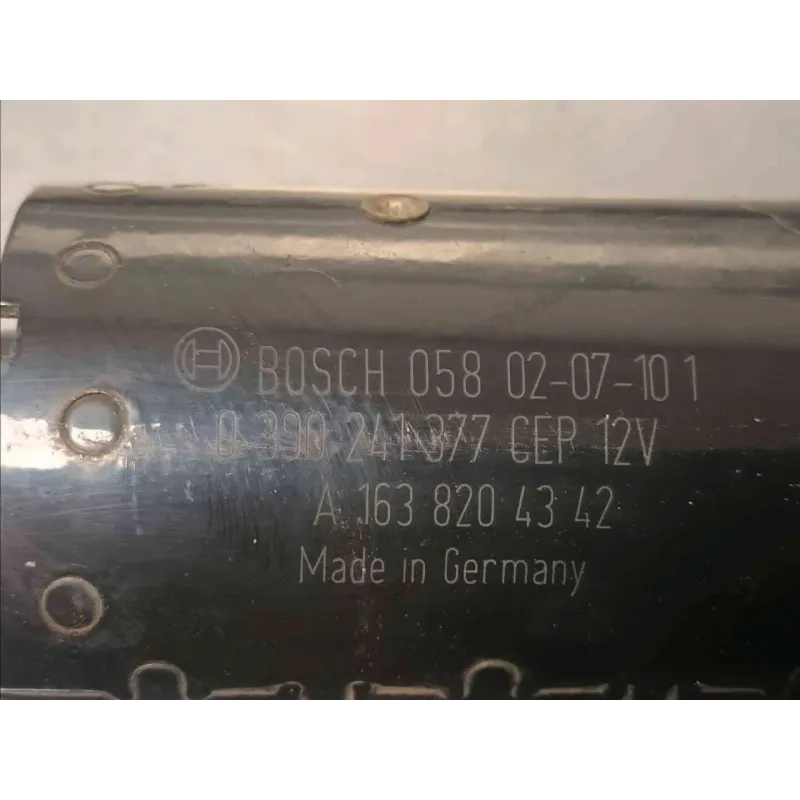 BOSCH 058 02-07-10 1
0 390 241 377 CEP 12V
A 163 820 43 42
Made in Germany